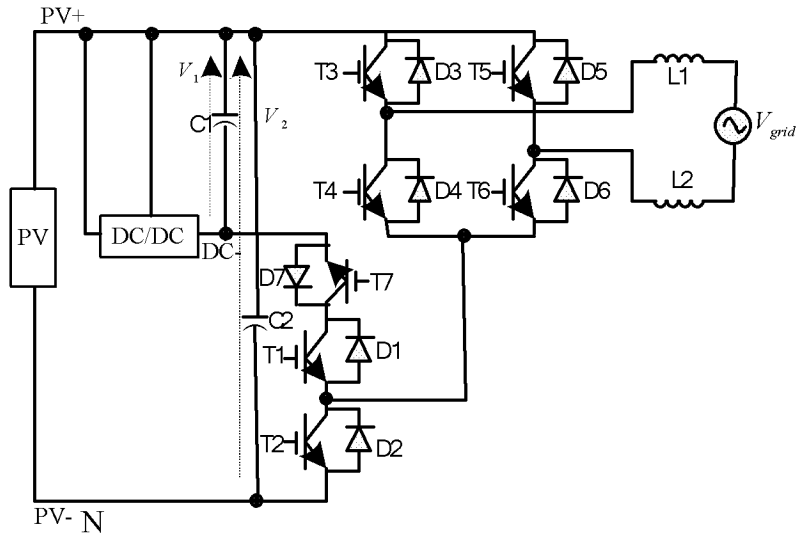 PV+
T3
D3
T5
D5
L1
V1
C1
V2
Vgrid
T4
D4
T6
D6
L2
PV
DC/DC
DC-
D7
T7
C2
T1
D1
T2
D2
PV- N